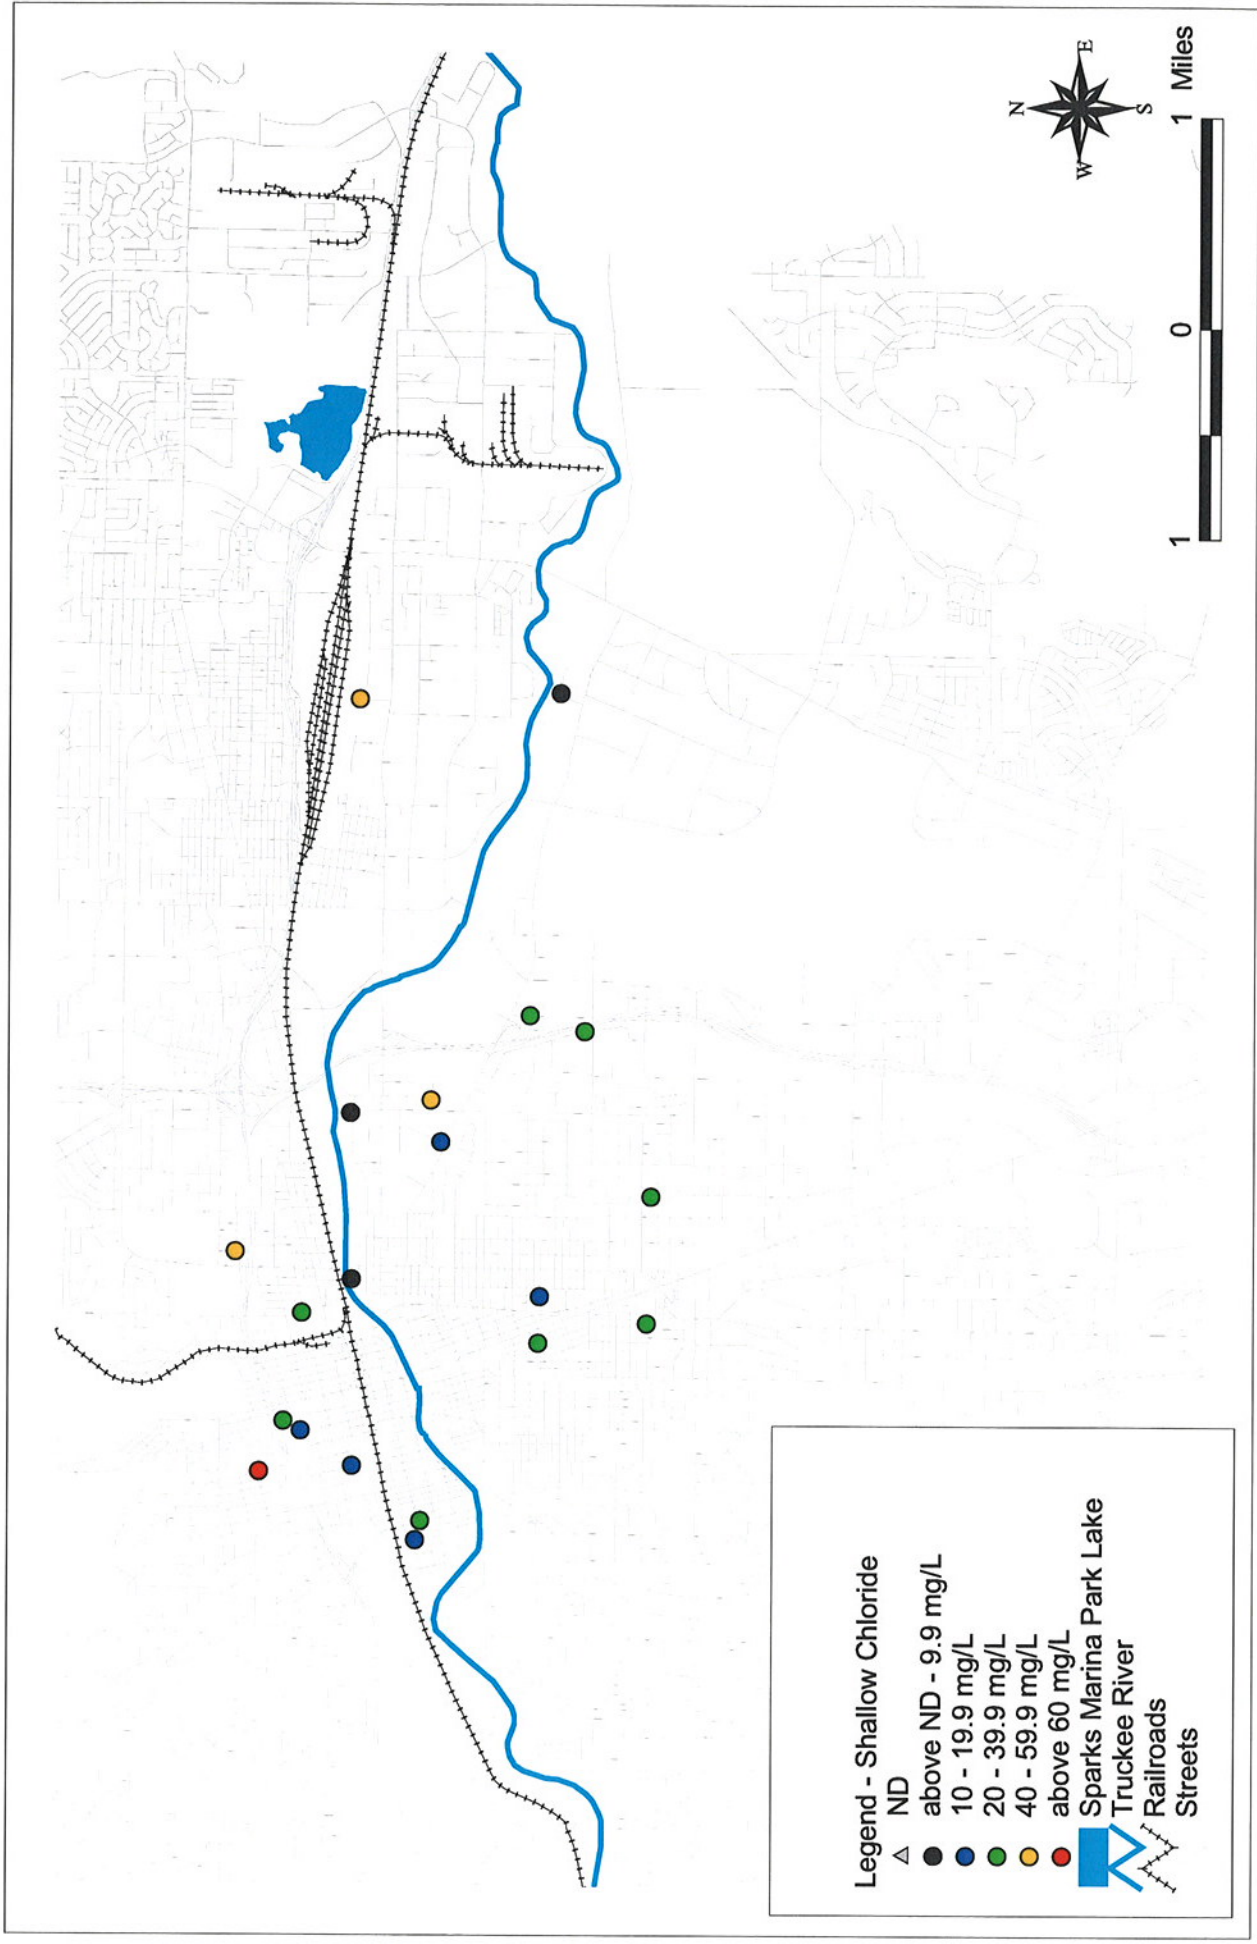 N
W
E
S
1
0
1
Miles
Legend - Shallow Chloride
ND
above ND - 9.9 mg/L
10 - 19.9 mg/L
20 - 39.9 mg/L
40 - 59.9 mg/L
above 60 mg/L
Sparks Marina Park Lake
Truckee River
Railroads
Streets